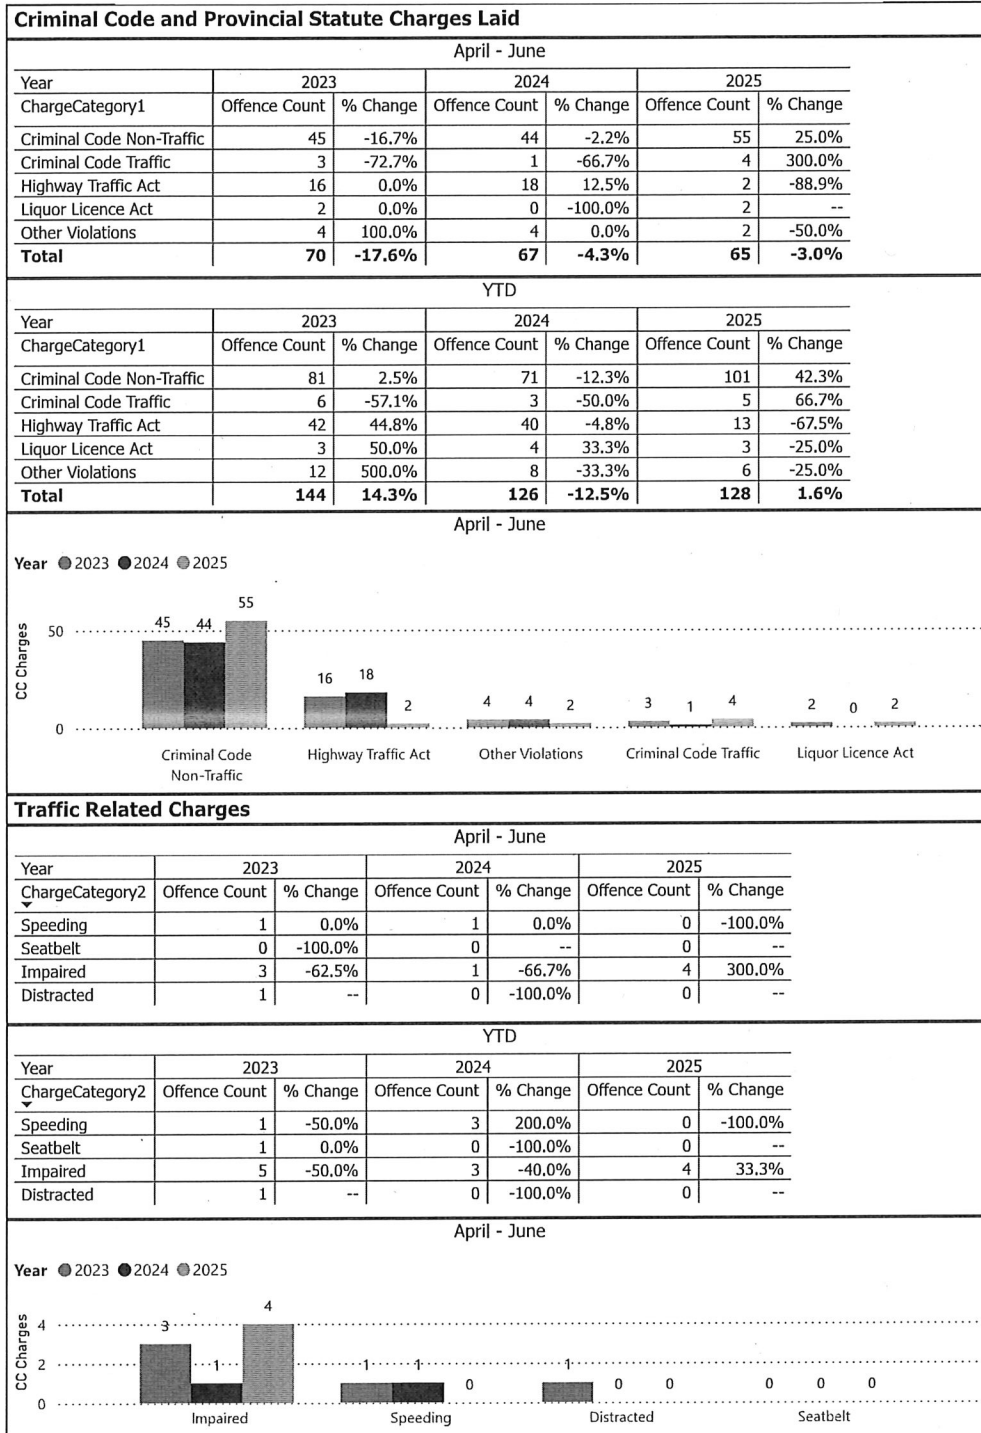 Criminal Code and Provincial Statute Charges Laid
April - June
Year 2023 2024 2025
ChargeCategory1 Offence Count % Change Offence Count % Change Offence Count % Change
Criminal Code Non-Traffic 45 -16.7% 44 -2.2% 55 25.0%
Criminal Code Traffic 3 -72.7% 1 -66.7% 4 300.0%
Highway Traffic Act 16 0.0% 18 12.5% 2 -88.9%
Liquor Licence Act 2 0.0% 0 -100.0% 2 --
Other Violations 4 100.0% 4 0.0% 2 -50.0%
Total 70 -17.6% 67 -4.3% 65 -3.0%
YTD
Year 2023 2024 2025
ChargeCategory1 Offence Count % Change Offence Count % Change Offence Count % Change
Criminal Code Non-Traffic 81 2.5% 71 -12.3% 101 42.3%
Criminal Code Traffic 6 -57.1% 3 -50.0% 5 66.7%
Highway Traffic Act 42 44.8% 40 -4.8% 13 -67.5%
Liquor Licence Act 3 50.0% 4 33.3% 3 -25.0%
Other Violations 12 500.0% 8 -33.3% 6 -25.0%
Total 144 14.3% 126 -12.5% 128 1.6%
April - June
Year 2023 2024 2025
CC Charges
50
0
45 44 55
16 18 2
4 4 2
3 1 4
2 0 2
Criminal Code Non-Traffic
Highway Traffic Act
Other Violations
Criminal Code Traffic
Liquor Licence Act
Traffic Related Charges
April - June
Year 2023 2024 2025
ChargeCategory2 Offence Count % Change Offence Count % Change Offence Count % Change
Speeding 1 0.0% 1 0.0% 0 -100.0%
Seatbelt 0 -100.0% 0 -- 0 --
Impaired 3 -62.5% 1 -66.7% 4 300.0%
Distracted 1 -- 0 -100.0% 0 --
YTD
Year 2023 2024 2025
ChargeCategory2 Offence Count % Change Offence Count % Change Offence Count % Change
Speeding 1 -50.0% 3 200.0% 0 -100.0%
Seatbelt 1 0.0% 0 -100.0% 0 --
Impaired 5 -50.0% 3 -40.0% 4 33.3%
Distracted 1 -- 0 -100.0% 0 --
April - June
Year 2023 2024 2025
CC Charges
4
2
0
3 1 4
1 1 0
1 0 0
0 0 0
Impaired
Speeding
Distracted
Seatbelt